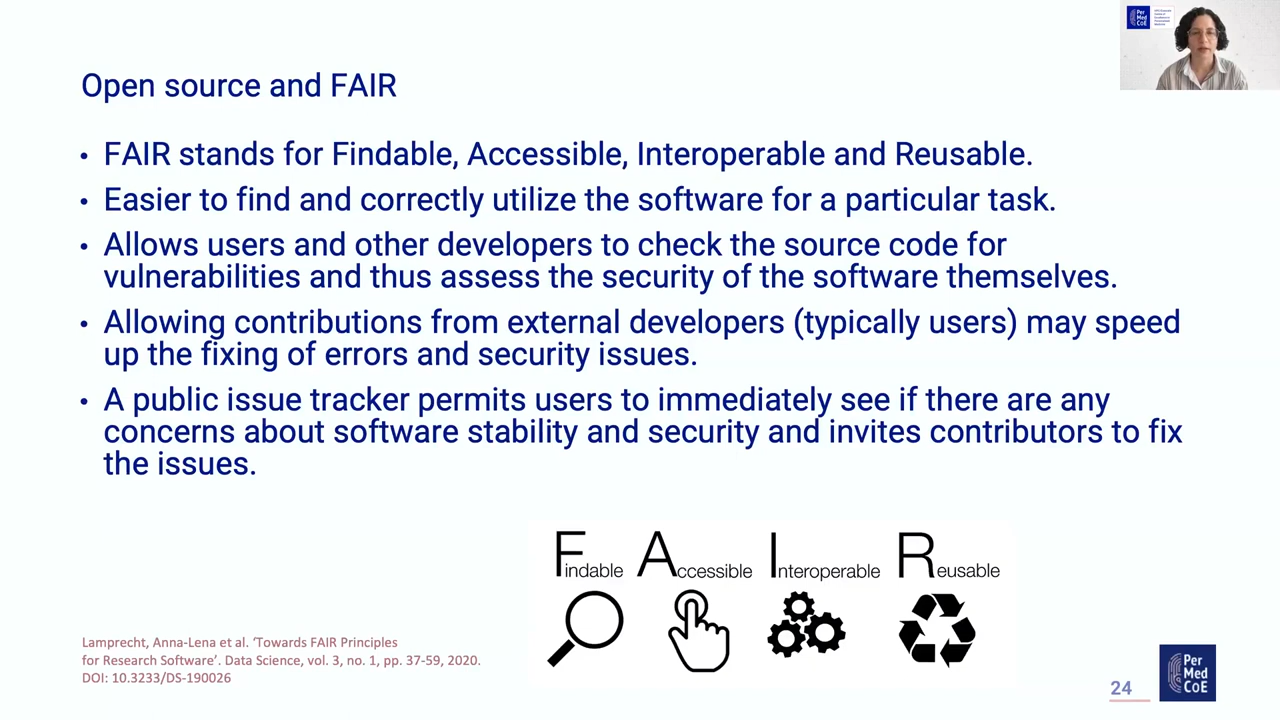 Per
Med
CoE
Open source and FAIR
• FAIR stands for Findable, Accessible, Interoperable and Reusable.
• Easier to find and correctly utilize the software for a particular task.
• Allows users and other developers to check the source code for
vulnerabilities and thus assess the security of the software themselves.
• Allowing contributions from external developers (typically users) may speed
up the fixing of errors and security issues.
• A public issue tracker permits users to immediately see if there are any
concerns about software stability and security and invites contributors to fix
the issues.
Findable Accessible Interoperable Reusable
Lamprecht, Anna-Lena et al. ‘Towards FAIR Principles
for Research Software’. Data Science, vol. 3, no. 1, pp. 37-59, 2020.
DOI: 10.3233/DS-190026
24
Per
Med
CoE